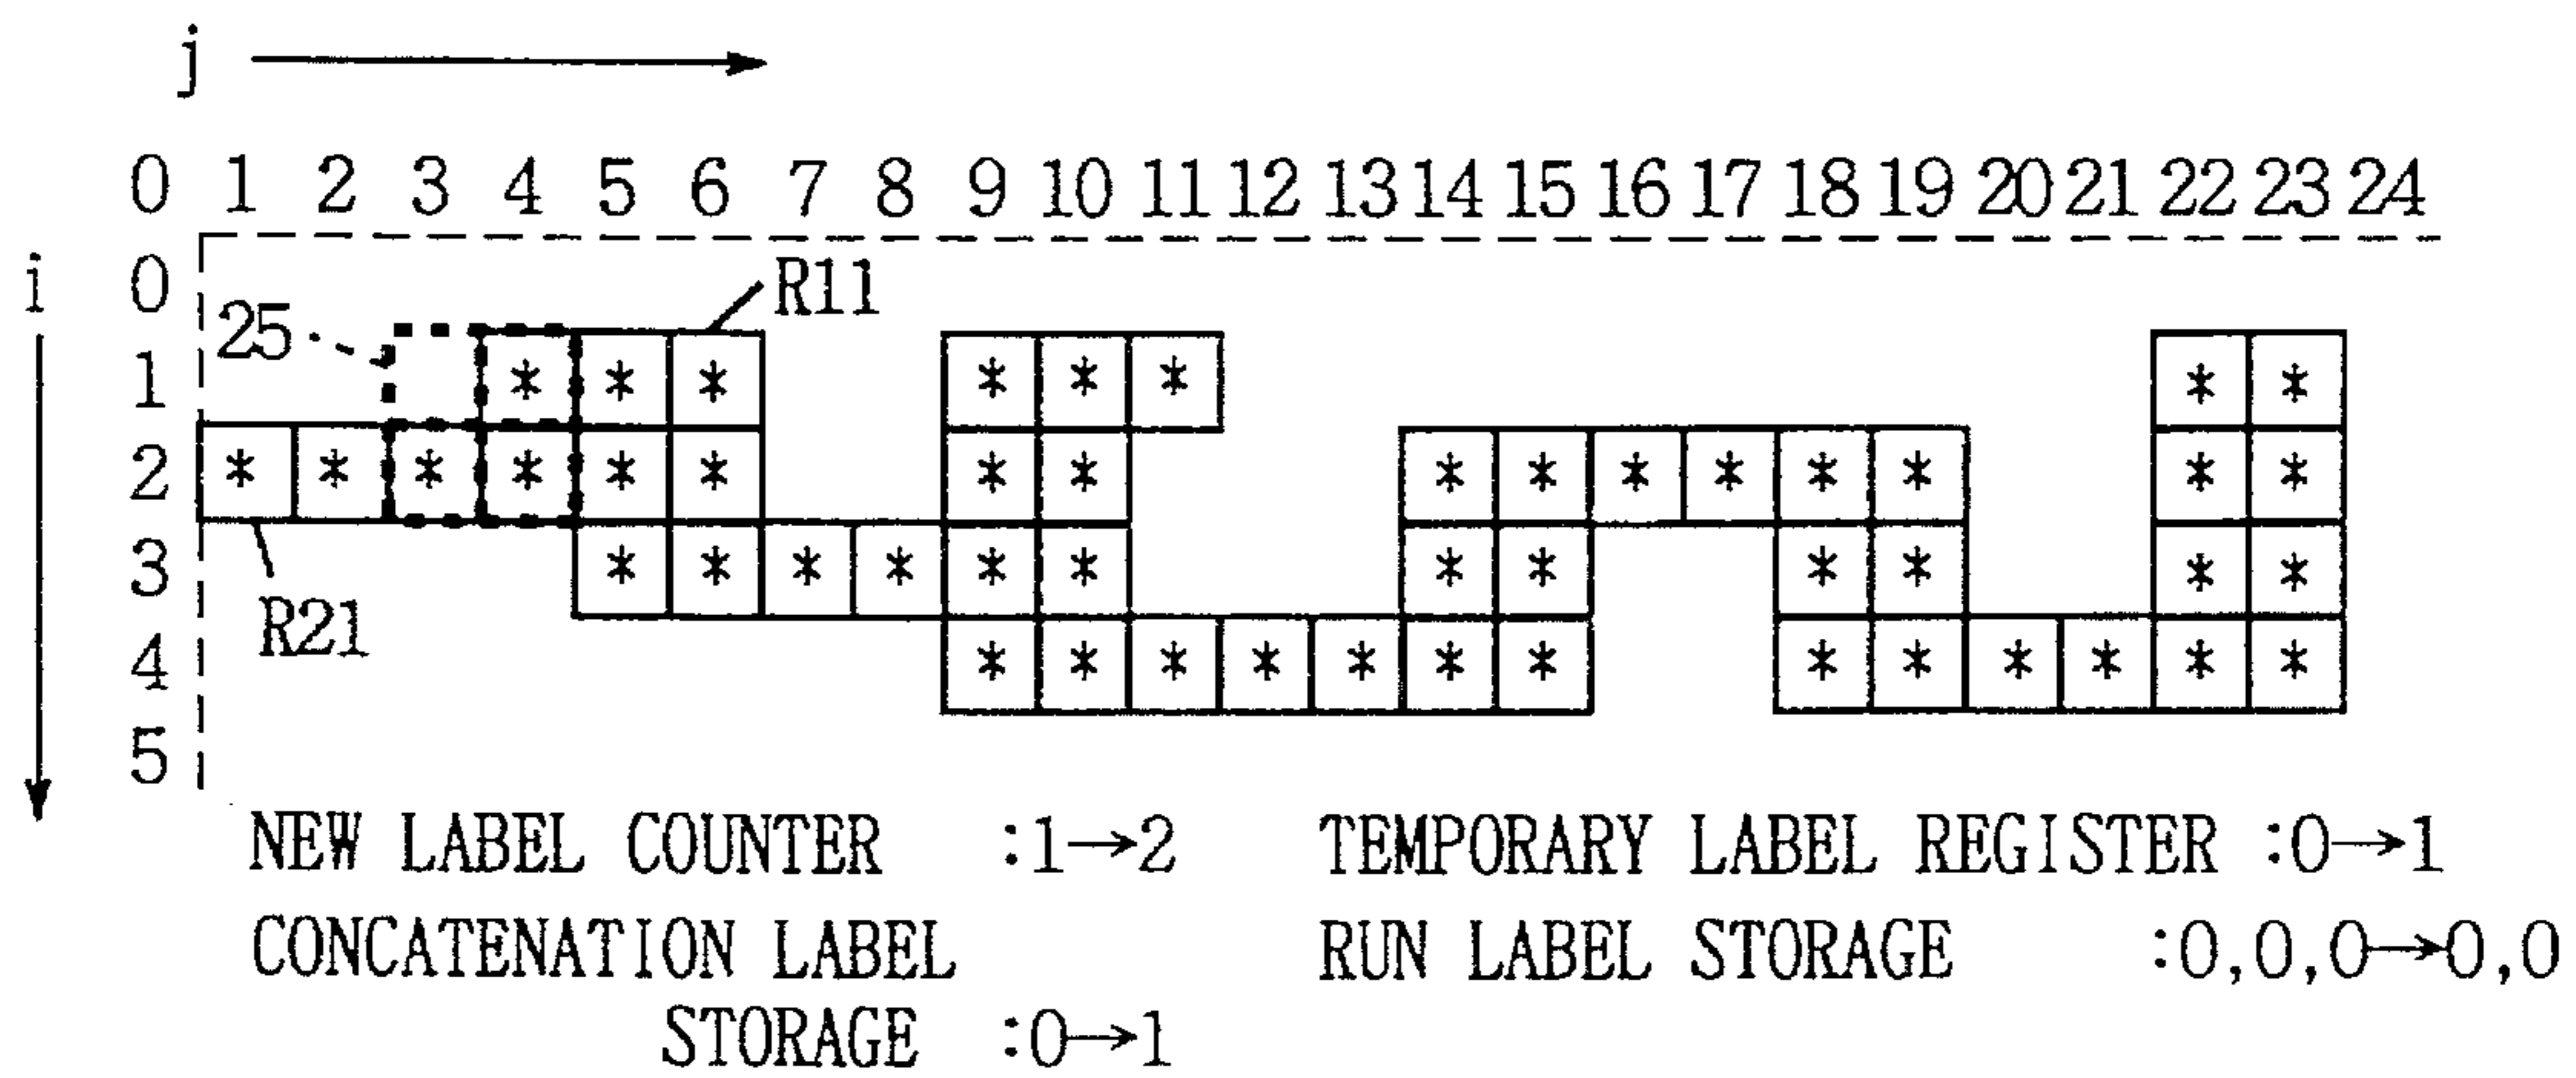 j
0 1 2 3 4 5 6 7 8 9 10 11 12 13 14 15 16 17 18 19 20 21 22 23 24
i 0 R11
25
1 * * * * * * * *
2 * * * * * * * * * * * * * * * *
3 * * * * * * * * * * * *
R21
4 * * * * * * * * * * * * *
5
NEW LABEL COUNTER :1→2 TEMPORARY LABEL REGISTER :0→1
CONCATENATION LABEL RUN LABEL STORAGE :0,0,0→0,0
STORAGE :0→1